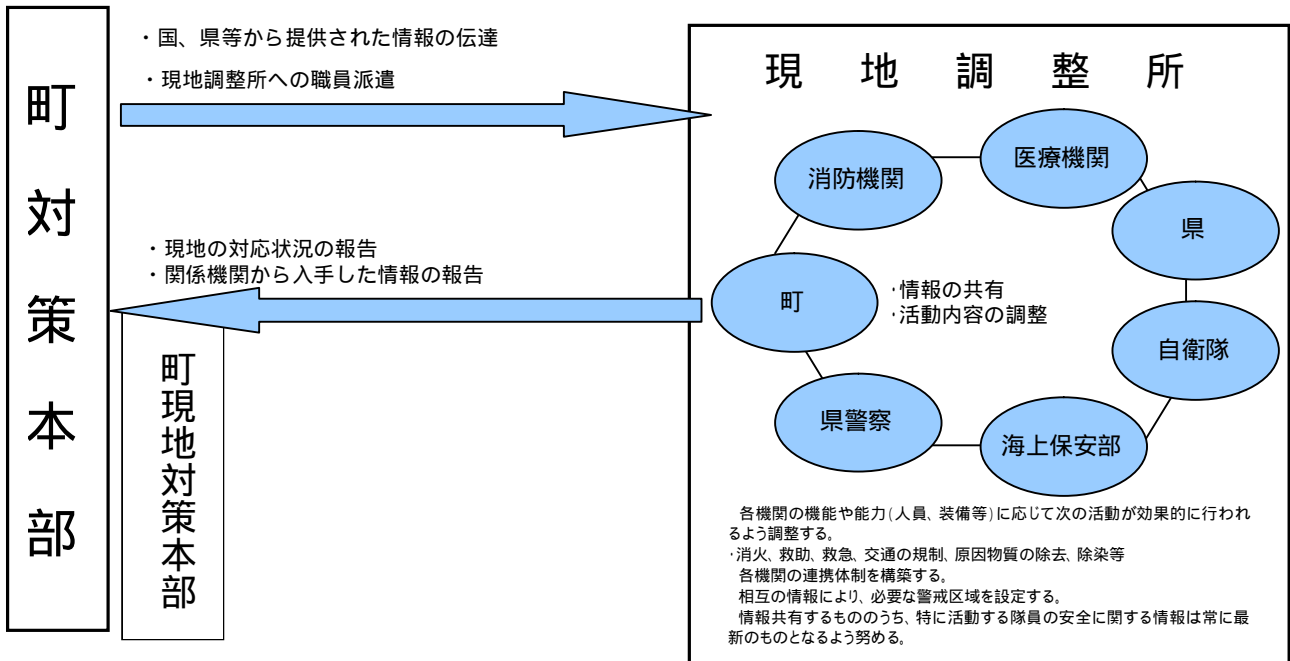 町対策本部
・国、県等から提供された情報の伝達
・現地調整所への職員派遣
・現地の対応状況の報告
・関係機関から入手した情報の報告
町現地対策本部
現地調整所
消防機関
医療機関
県
町
・情報の共有
・活動内容の調整
自衛隊
県警察
海上保安部
各機関の機能や能力(人員、装備等)に応じて次の活動が効果的に行われ
るよう調整する。
・消火、救助、救急、交通の規制、原因物質の除去、除染等
各機関の連携体制を構築する。
相互の情報により、必要な警戒区域を設定する。
情報共有するもののうち、特に活動する隊員の安全に関する情報は常に最
新のものとなるよう努める。